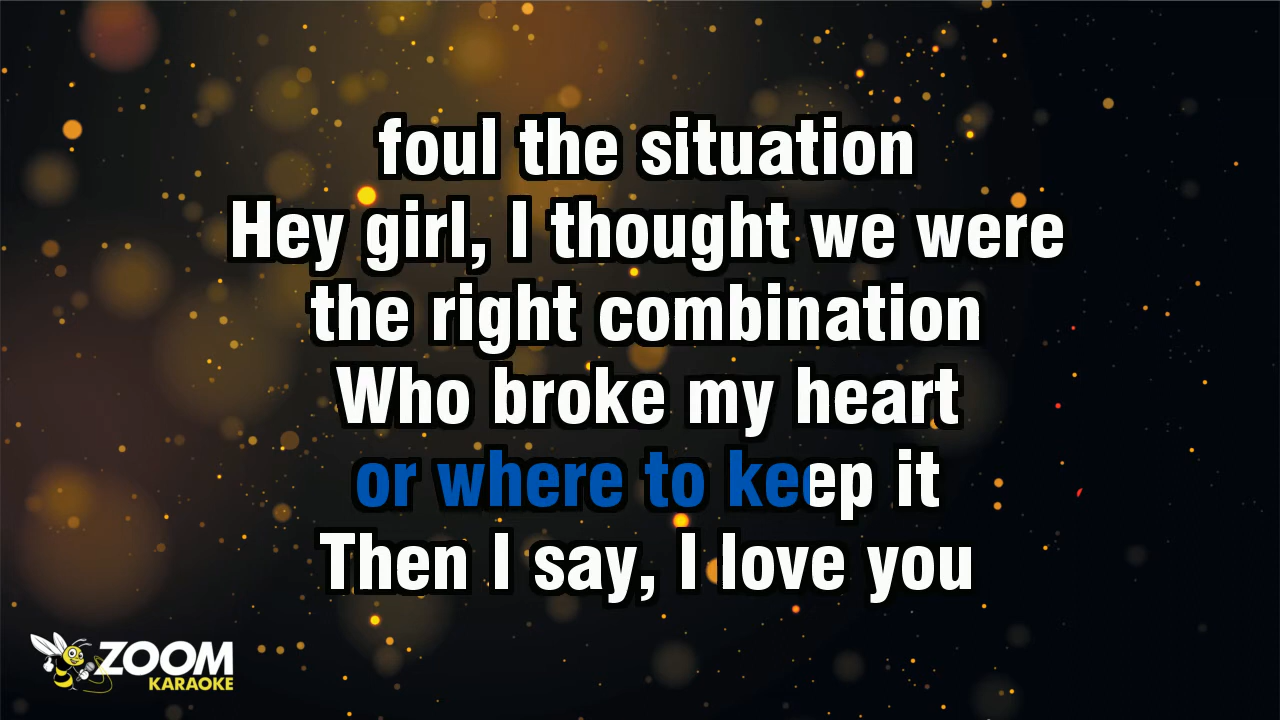 foul the situation
Hey girl, I thought we were
the right combination
Who broke my heart
or where to keep it
Then I say, I love you
ZOOM
KARAOKE